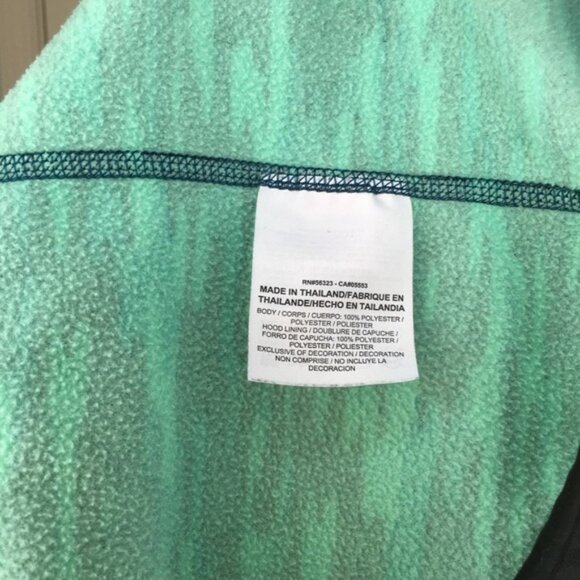 RN#56323 - CA#05553
MADE IN THAILAND/FABRIQUE EN
THAILANDE/HECHO EN TAILANDIA
BODY / CORPS / CUERPO: 100% POLYESTER /
POLYESTER / POLIESTER
HOOD LINING / DOUBLURE DE CAPUCHE /
FORRO DE CAPUCHA: 100% POLYESTER /
POLYESTER / POLIESTER
EXCLUSIVE OF DECORATION / DECORATION
NON COMPRISE / NO INCLUYE LA
DECORACION